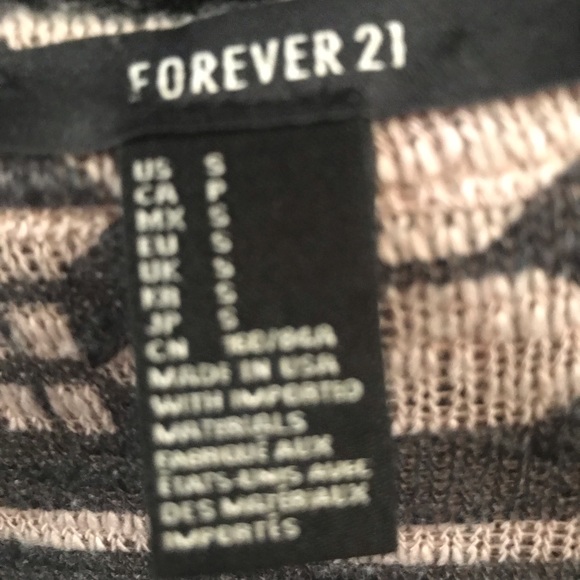 FOREVER 21
US S
CA P
MX S
EU S
UK S
KR S
JP S
CN 160/84A
MADE IN USA
WITH IMPORTED
MATERIALS
FABRIQUÉ AUX
ÉTATS-UNIS AVEC
DES MATÉRIAUX
IMPORTÉS